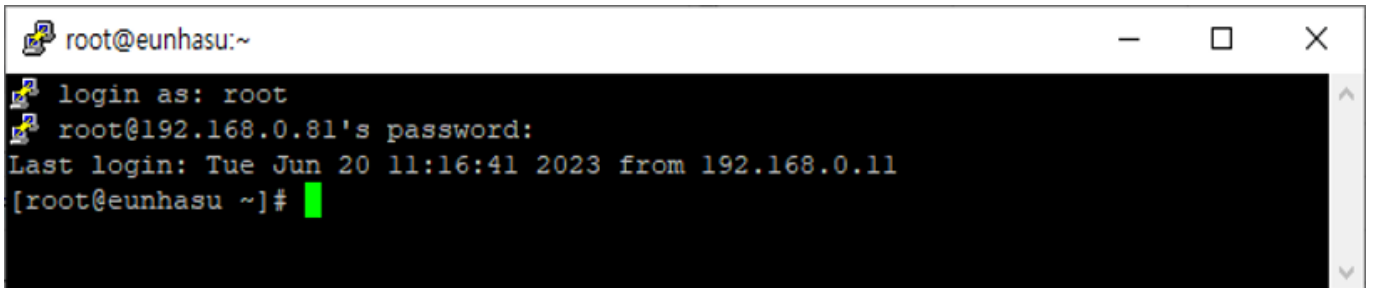 root@eunhasu:~
login as: root
root@192.168.0.81's password:
Last login: Tue Jun 20 11:16:41 2023 from 192.168.0.11
[root@eunhasu ~]#